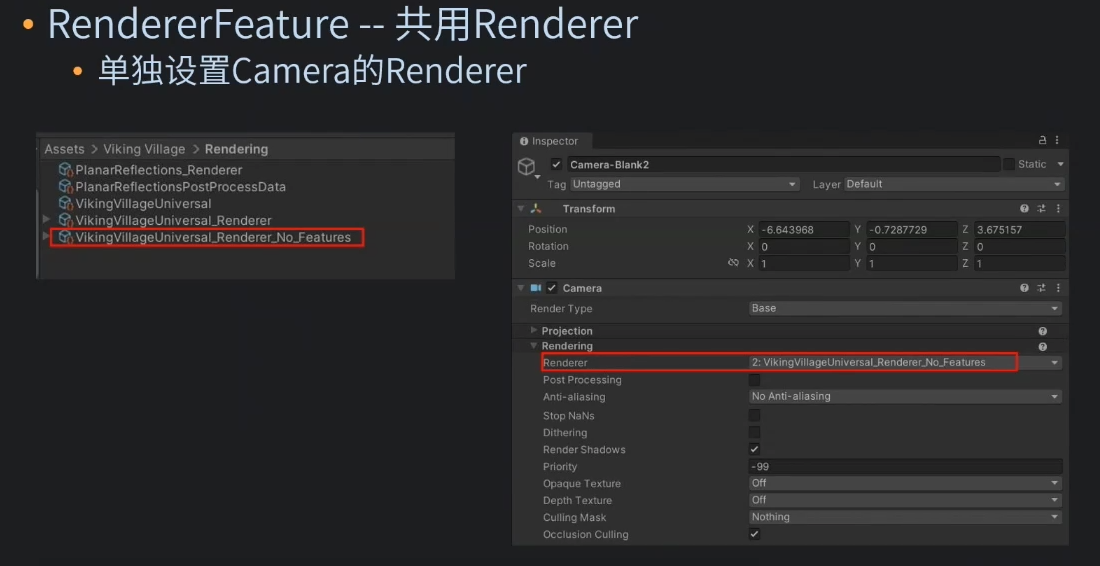 • RendererFeature -- 共用Renderer
• 单独设置Camera的Renderer
Assets > Viking Village > Rendering
PlanarReflections_Renderer
PlanarReflectionsPostProcessData
VikingVillageUniversal
VikingVillageUniversal_Renderer
VikingVillageUniversal_Renderer_No_Features
Inspector
Camera-Blank2 Static
Tag Untagged Layer Default
Transform
Position X -6.643968 Y -0.7287729 Z 3.675157
Rotation X 0 Y 0 Z 0
Scale X 1 Y 1 Z 1
Camera
Render Type Base
Projection
Rendering
Renderer 2: VikingVillageUniversal_Renderer_No_Features
Post Processing
Anti-aliasing No Anti-aliasing
Stop NaNs
Dithering
Render Shadows
Priority -99
Opaque Texture Off
Depth Texture Off
Culling Mask Nothing
Occlusion Culling